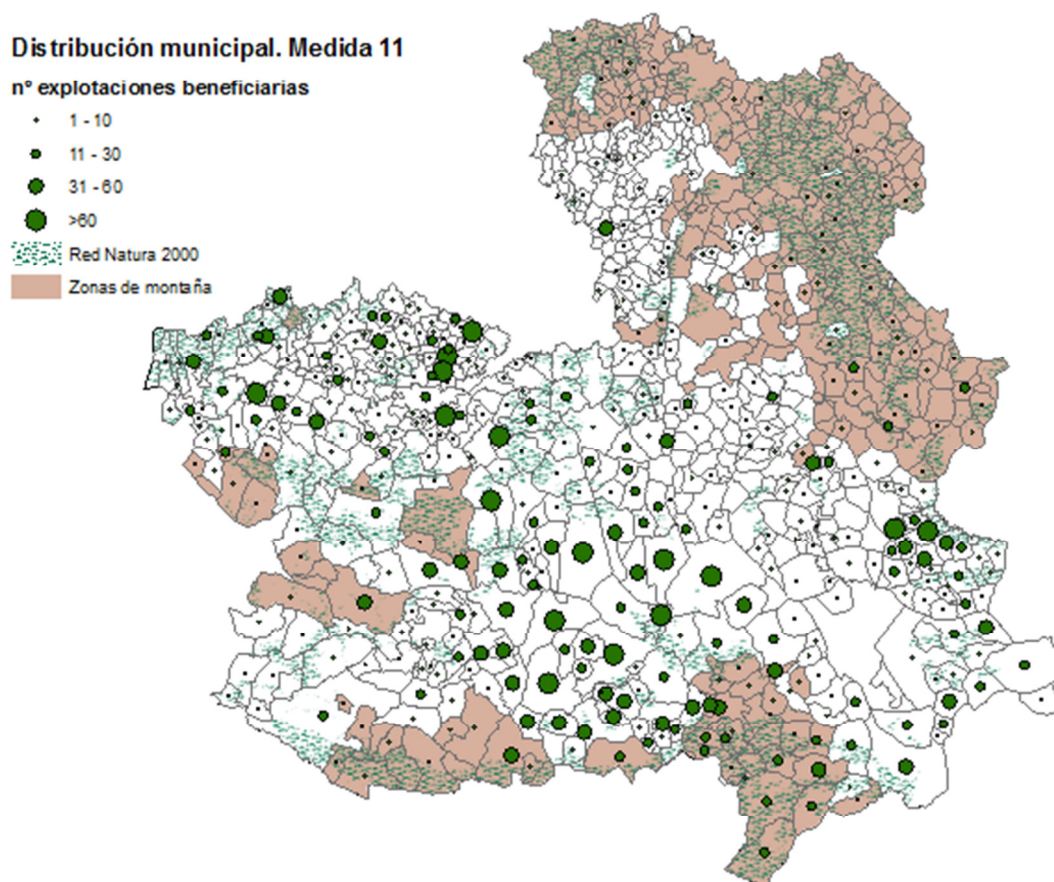 Distribución municipal. Medida 11
nº explotaciones beneficiarias
1 - 10
11 - 30
31 - 60
>60
Red Natura 2000
Zonas de montaña